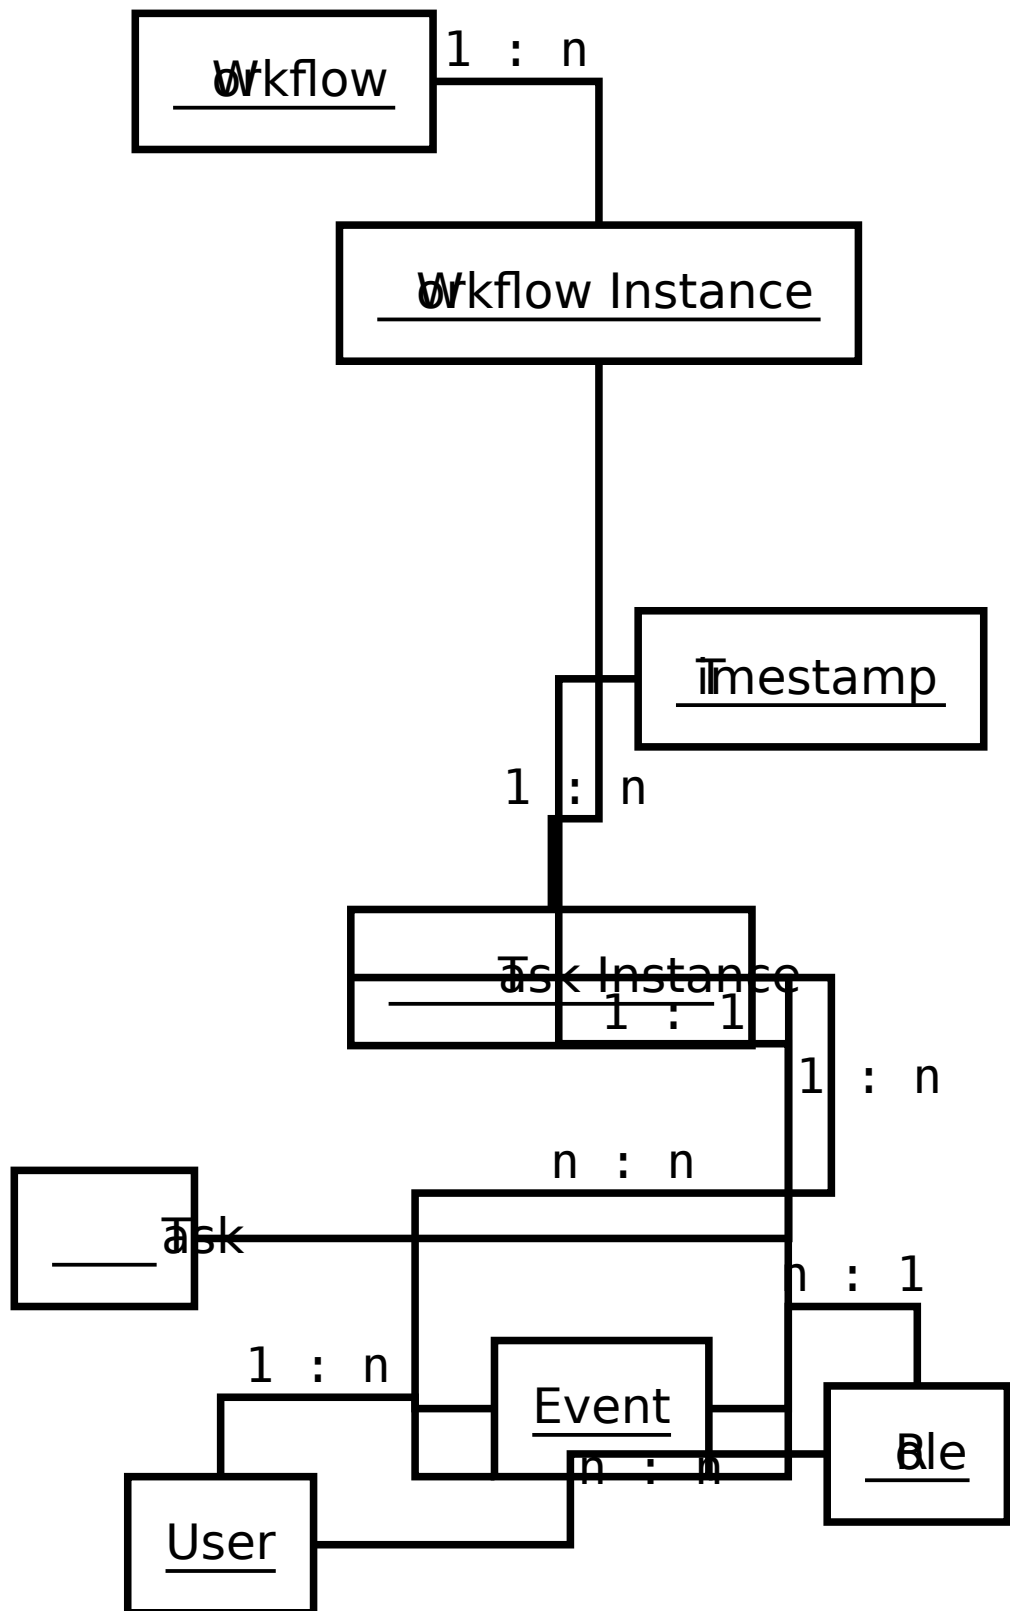 Workflow
1 : n
Workflow Instance
Timestamp
1 : n
Task Instance
1 : 1
1 : n
n : n
Task
n : 1
1 : n
Event
Role
n : n
User